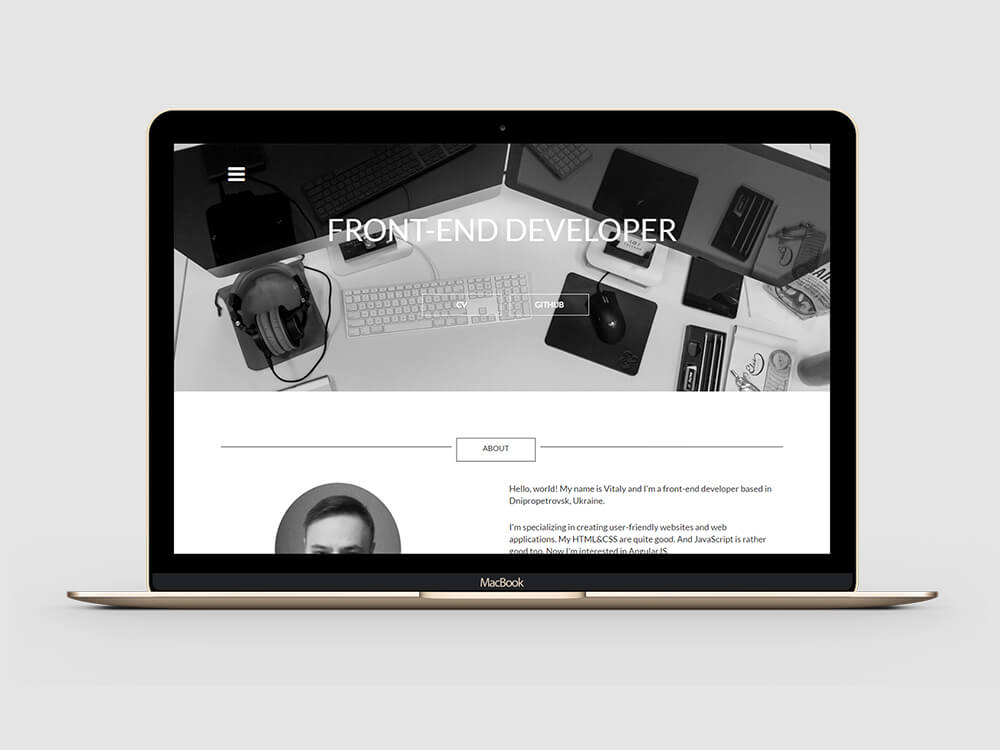 FRONT-END DEVELOPER
CV
GITHUB
ABOUT
Hello, world! My name is Vitaly and I'm a front-end developer based in
Dnipropetrovsk, Ukraine.
I'm specializing in creating user-friendly websites and web
applications. My HTML&CSS are quite good. And JavaScript is rather
good too. Now I'm interested in AngularJS.
MacBook